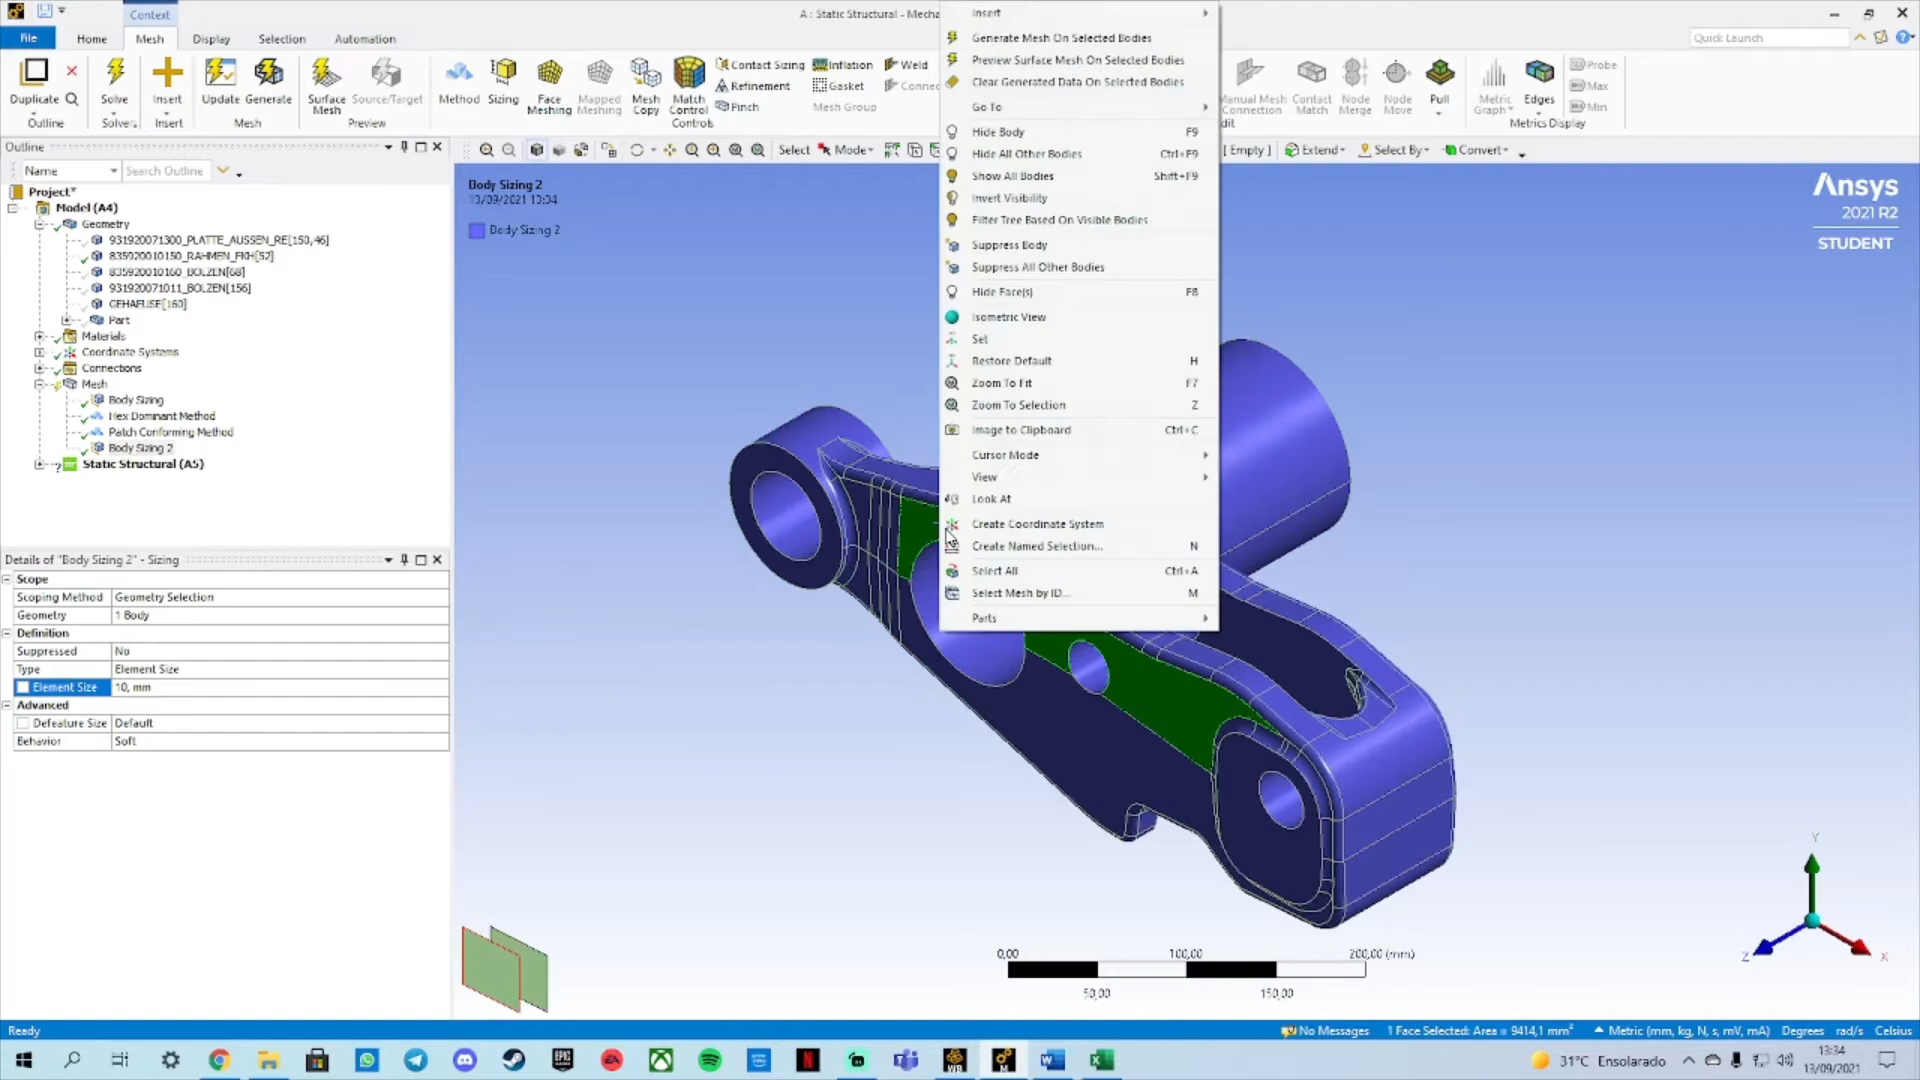 Context
A : Static Structural - Mecha
File
Home
Mesh
Display
Selection
Automation
Quick Launch
Duplicate
Outline
Solve
Solve
Insert
Insert
Update
Generate
Mesh
Surface Mesh
Source/Target
Preview
Method
Sizing
Face Meshing
Mapped Meshing
Mesh Copy
Match Control
Contact Sizing
Refinement
Pinch
Inflation
Gasket
Mesh Group
Weld
Connec
Controls
Manual Mesh Connection
Contact Match
Node Merge
Node Move
Pull
dit
Metric Graph
Edges
Probe
Max
Min
Metrics Display
Outline
Name
Search Outline
Select
Mode
[ Empty ]
Extend
Select By
Convert
Project*
Model (A4)
Geometry
931920071300_PLATTE_AUSSEN_RE[150,46]
835920010150_RAHMEN_FKH[52]
835920010160_BOLZEN[68]
931920071011_BOLZEN[156]
GEHAEUSE[160]
Part
Materials
Coordinate Systems
Connections
Mesh
Body Sizing
Hex Dominant Method
Patch Conforming Method
Body Sizing 2
Static Structural (A5)
Details of "Body Sizing 2" - Sizing
Scope
Scoping Method Geometry Selection
Geometry 1 Body
Definition
Suppressed No
Type Element Size
Element Size 10, mm
Advanced
Defeature Size Default
Behavior Soft
Body Sizing 2
13/09/2021 13:34
Body Sizing 2
Insert
Generate Mesh On Selected Bodies
Preview Surface Mesh On Selected Bodies
Clear Generated Data On Selected Bodies
Go To
Hide Body F9
Hide All Other Bodies Ctrl+F9
Show All Bodies Shift+F9
Invert Visibility
Filter Tree Based On Visible Bodies
Suppress Body
Suppress All Other Bodies
Hide Face(s) F8
Isometric View
Set
Restore Default H
Zoom To Fit F7
Zoom To Selection Z
Image to Clipboard Ctrl+C
Cursor Mode
View
Look At
Create Coordinate System
Create Named Selection... N
Select All Ctrl+A
Select Mesh by ID... M
Parts
Ansys
2021 R2
STUDENT
0,00 100,00 200,00 (mm)
50,00 150,00
Y
Z
X
Ready
No Messages
1 Face Selected: Area = 9414,1 mm²
Metric (mm, kg, N, s, mV, mA)
Degrees
rad/s
Celsius
WB
M
31°C Ensolarado
13:34
13/09/2021